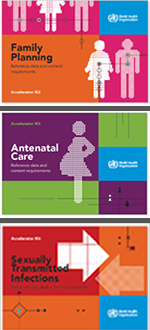 Family
Planning
Reference data and content
requirements
Accelerator Kit
World Health
Organization
Antenatal
Care
Reference data and
content requirements
Accelerator Kit
World Health
Organization
Accelerator Kit
World Health
Organization
Sexually
Transmitted
Infections